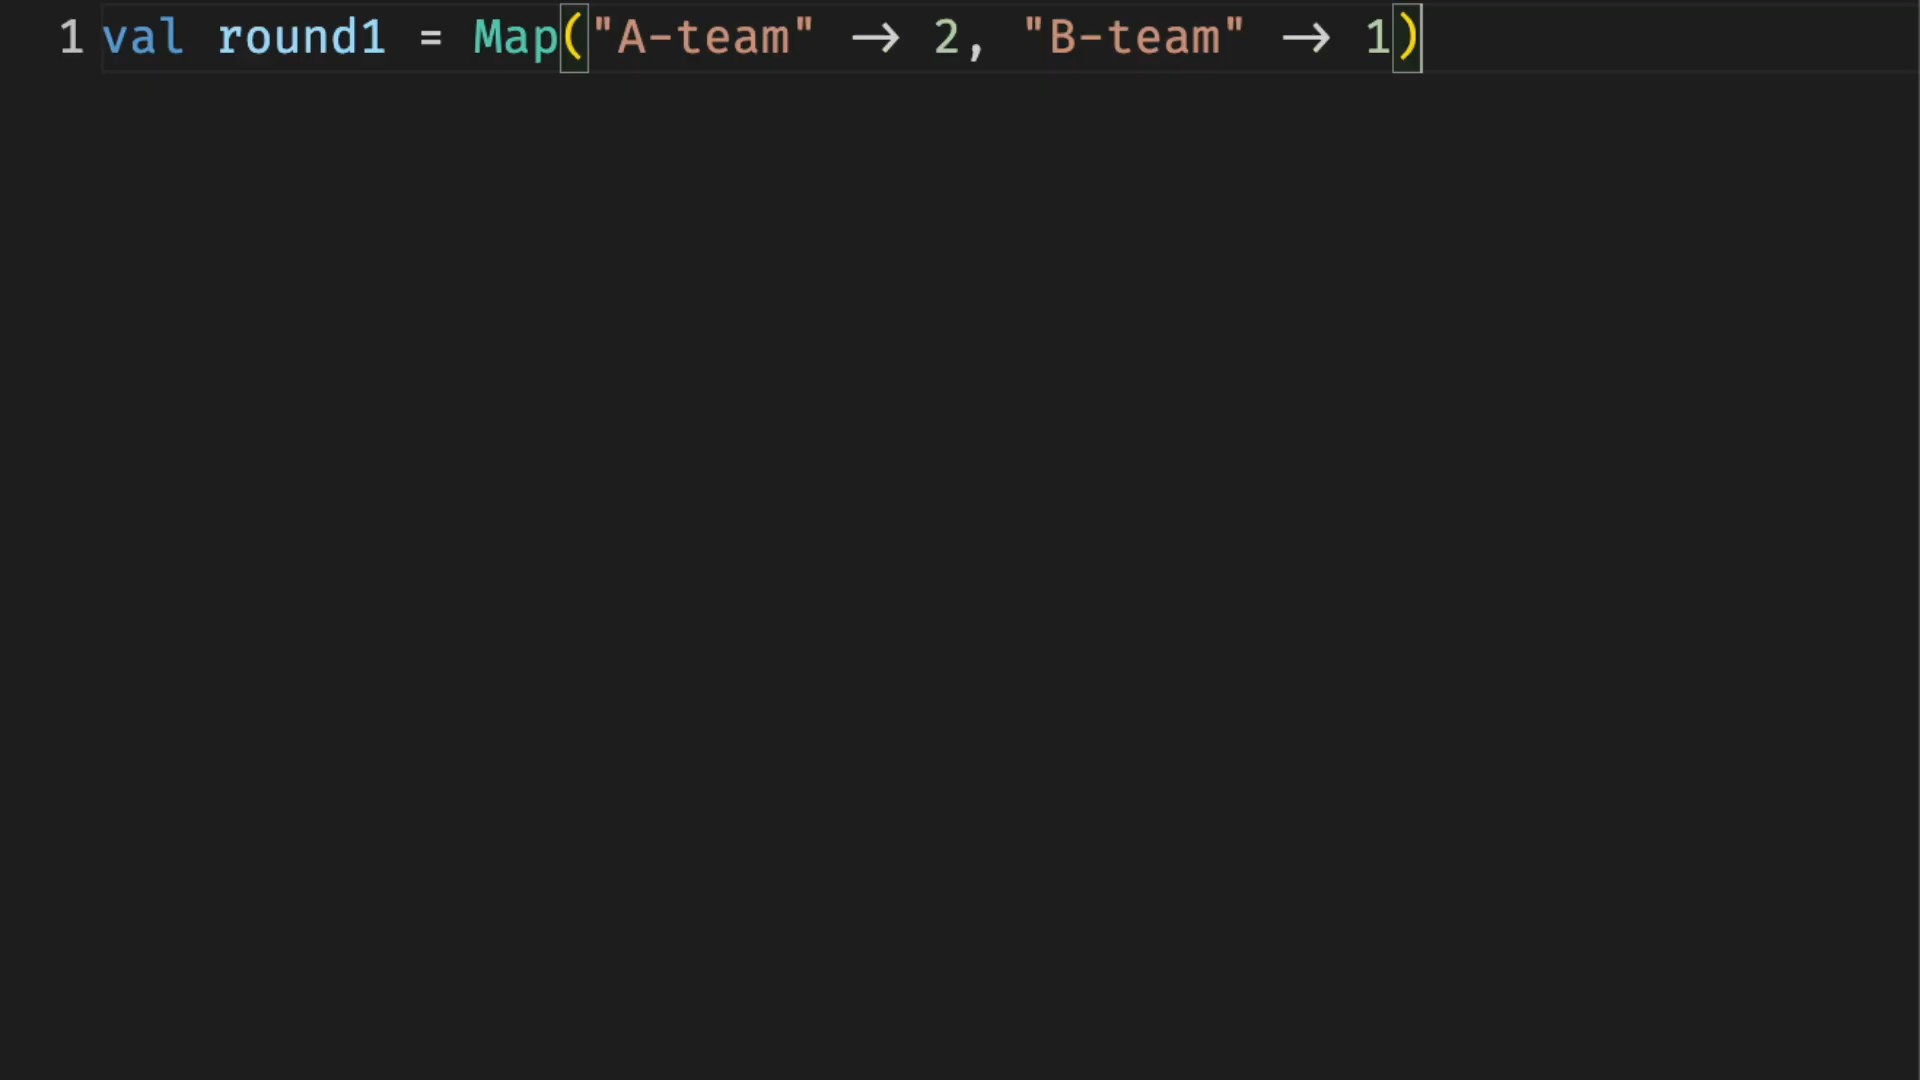 1 val round1 = Map("A-team" → 2, "B-team" → 1)